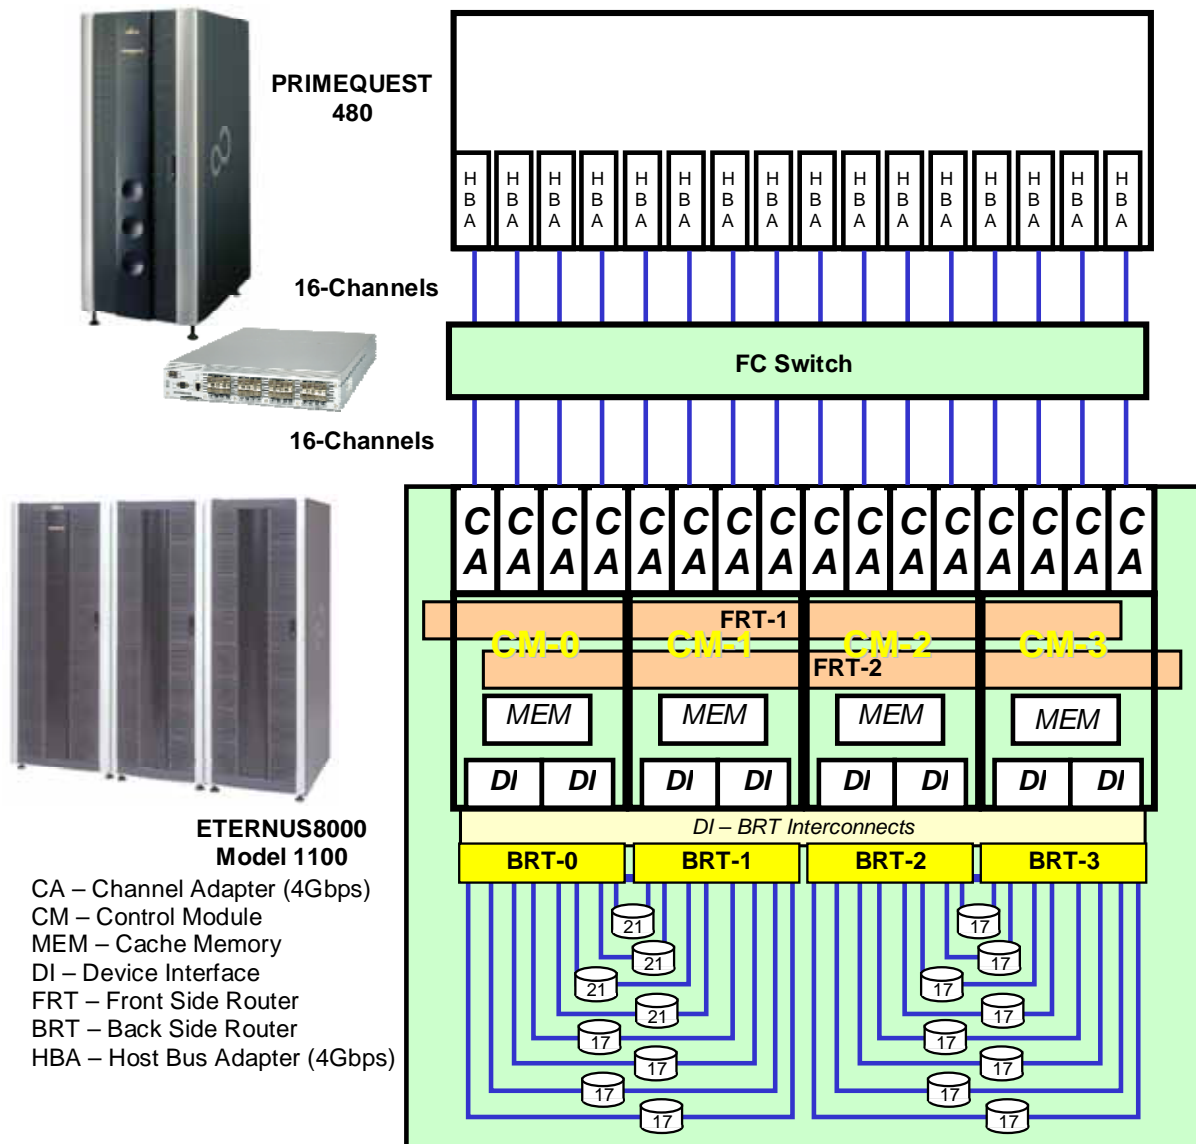 PRIMEQUEST
480
H B A H B A H B A H B A H B A H B A H B A H B A H B A H B A H B A H B A H B A H B A H B A H B A
16-Channels
FC Switch
16-Channels
C A C A C A C A C A C A C A C A C A C A C A C A C A C A C A C A
FRT-1
CM-0 CM-1 CM-2 CM-3
FRT-2
MEM MEM MEM MEM
DI DI DI DI DI DI DI DI
DI – BRT Interconnects
BRT-0 BRT-1 BRT-2 BRT-3
ETERNUS8000
Model 1100
CA – Channel Adapter (4Gbps)
CM – Control Module
MEM – Cache Memory
DI – Device Interface
FRT – Front Side Router
BRT – Back Side Router
HBA – Host Bus Adapter (4Gbps)
21 17
21 17
21 17
21 17
17 17
17 17
17 17
17 17